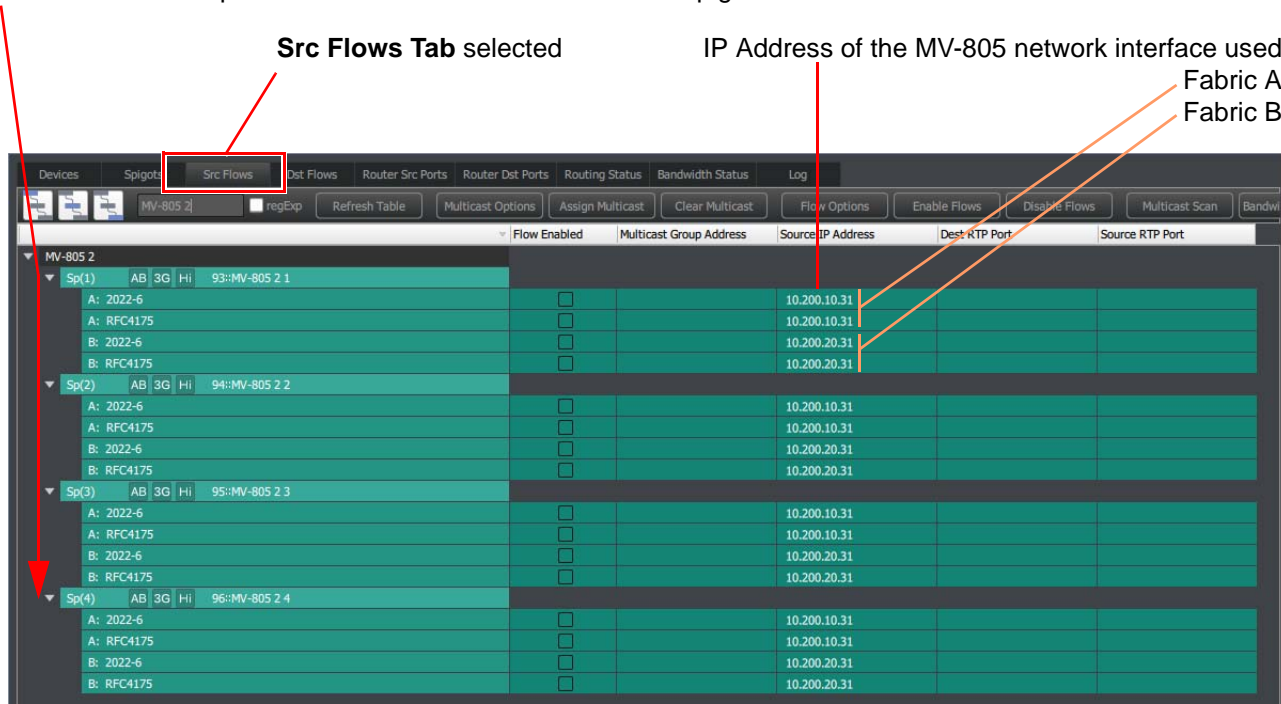 Src Flows Tab selected IP Address of the MV-805 network interface used
Fabric A
Fabric B
Devices Spigots Src Flows Dst Flows Router Src Ports Router Dst Ports Routing Status Bandwidth Status Log
MV-805 2 regExp Refresh Table Multicast Options Assign Multicast Clear Multicast Flow Options Enable Flows Disable Flows Multicast Scan
Flow Enabled Multicast Group Address Source IP Address Dest RTP Port Source RTP Port
MV-805 2
Sp(1) AB 3G Hi 93::MV-805 2 1
A: 2022-6 10.200.10.31
A: RFC4175 10.200.10.31
B: 2022-6 10.200.20.31
B: RFC4175 10.200.20.31
Sp(2) AB 3G Hi 94::MV-805 2 2
A: 2022-6 10.200.10.31
A: RFC4175 10.200.10.31
B: 2022-6 10.200.20.31
B: RFC4175 10.200.20.31
Sp(3) AB 3G Hi 95::MV-805 2 3
A: 2022-6 10.200.10.31
A: RFC4175 10.200.10.31
B: 2022-6 10.200.20.31
B: RFC4175 10.200.20.31
Sp(4) AB 3G Hi 96::MV-805 2 4
A: 2022-6 10.200.10.31
A: RFC4175 10.200.10.31
B: 2022-6 10.200.20.31
B: RFC4175 10.200.20.31